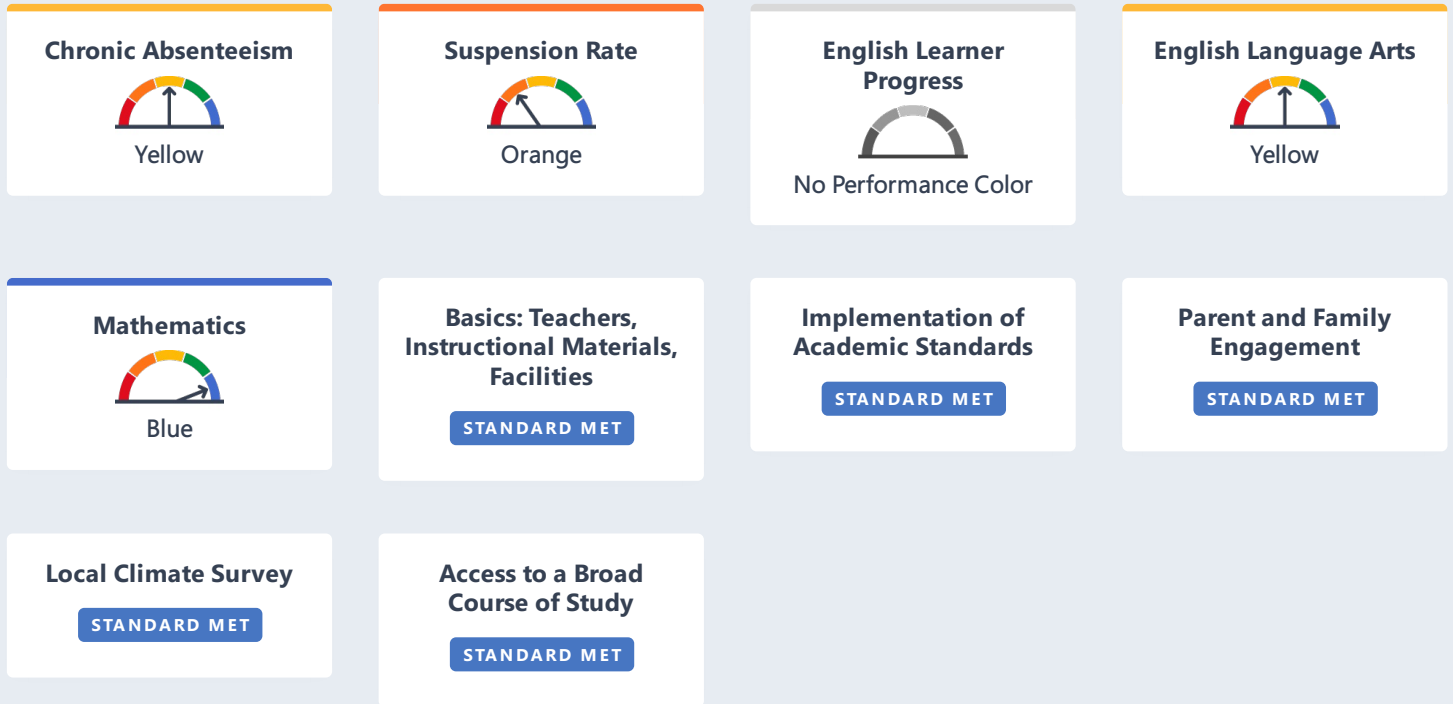 Chronic Absenteeism
Yellow
Suspension Rate
Orange
English Learner
Progress
No Performance Color
English Language Arts
Yellow
Mathematics
Blue
Basics: Teachers,
Instructional Materials,
Facilities
STANDARD MET
Implementation of
Academic Standards
STANDARD MET
Parent and Family
Engagement
STANDARD MET
Local Climate Survey
STANDARD MET
Access to a Broad
Course of Study
STANDARD MET